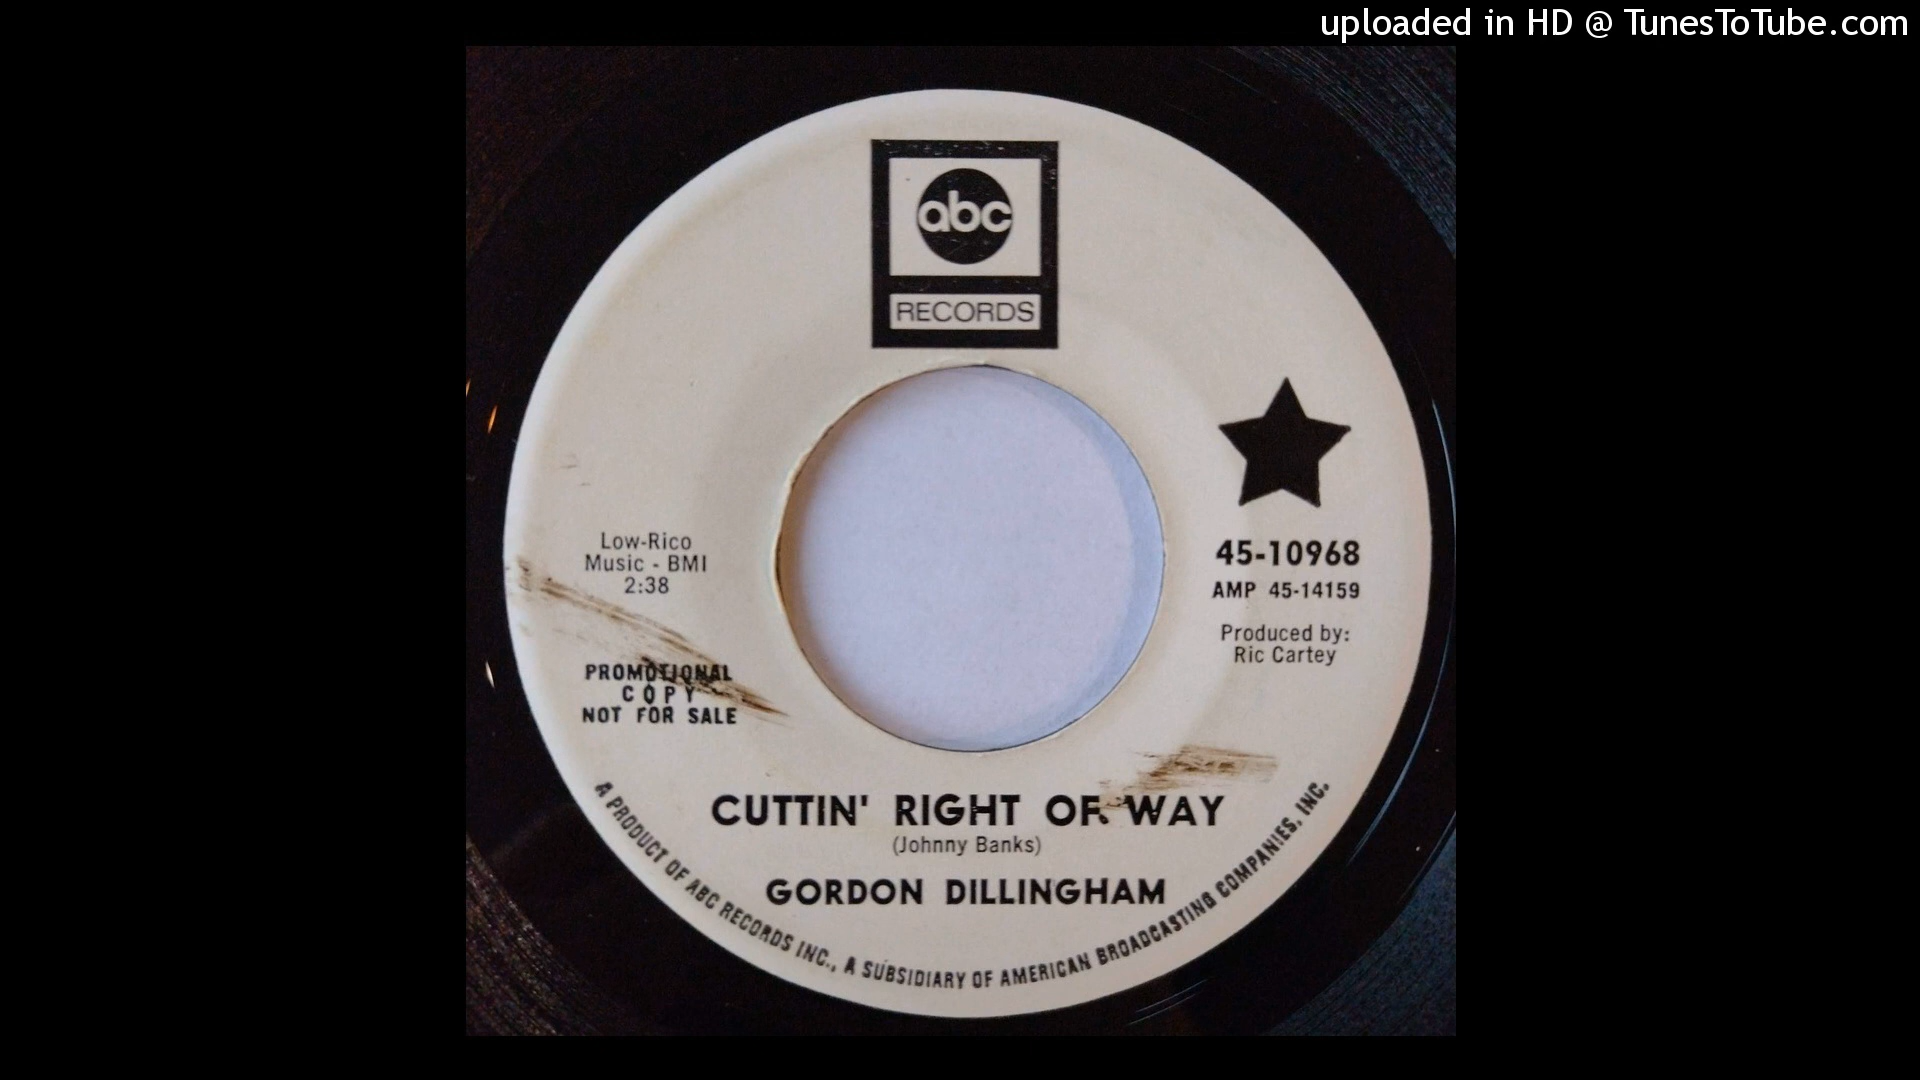 uploaded in HD @ TunesToTube.com
abc
RECORDS
Low-Rico
Music - BMI
2:38
PROMOTIONAL
COPY
NOT FOR SALE
45-10968
AMP 45-14159
Produced by:
Ric Cartey
CUTTIN' RIGHT OF WAY
(Johnny Banks)
GORDON DILLINGHAM
A PRODUCT OF ABC RECORDS INC., A SUBSIDIARY OF AMERICAN BROADCASTING COMPANIES, INC.